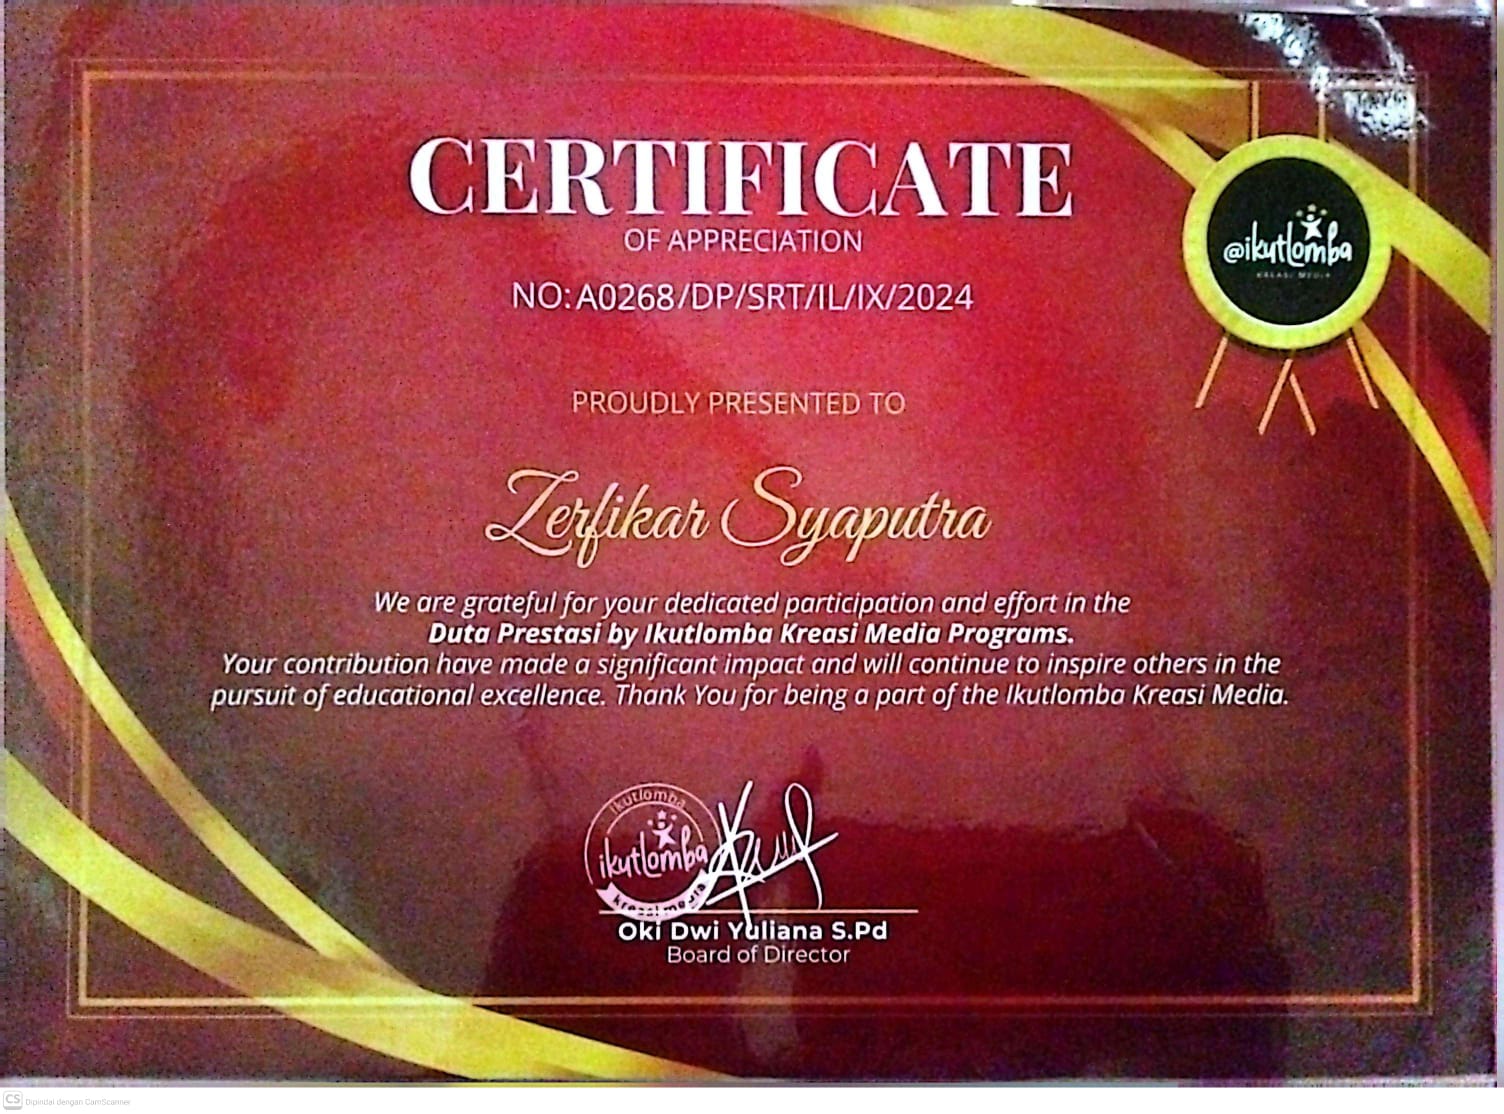 CERTIFICATE
OF APPRECIATION
NO: A0268/DP/SRT/IL/IX/2024
@ikutlomba
KREASI MEDIA
PROUDLY PRESENTED TO
Zerfikar Syaputra
We are grateful for your dedicated participation and effort in the
Duta Prestasi by Ikutlomba Kreasi Media Programs.
Your contribution have made a significant impact and will continue to inspire others in the
pursuit of educational excellence. Thank You for being a part of the Ikutlomba Kreasi Media.
ikutlomba
ikutlomba
kreasi media
Oki Dwi Yuliana S.Pd
Board of Director
CS Dipindai dengan CamScanner